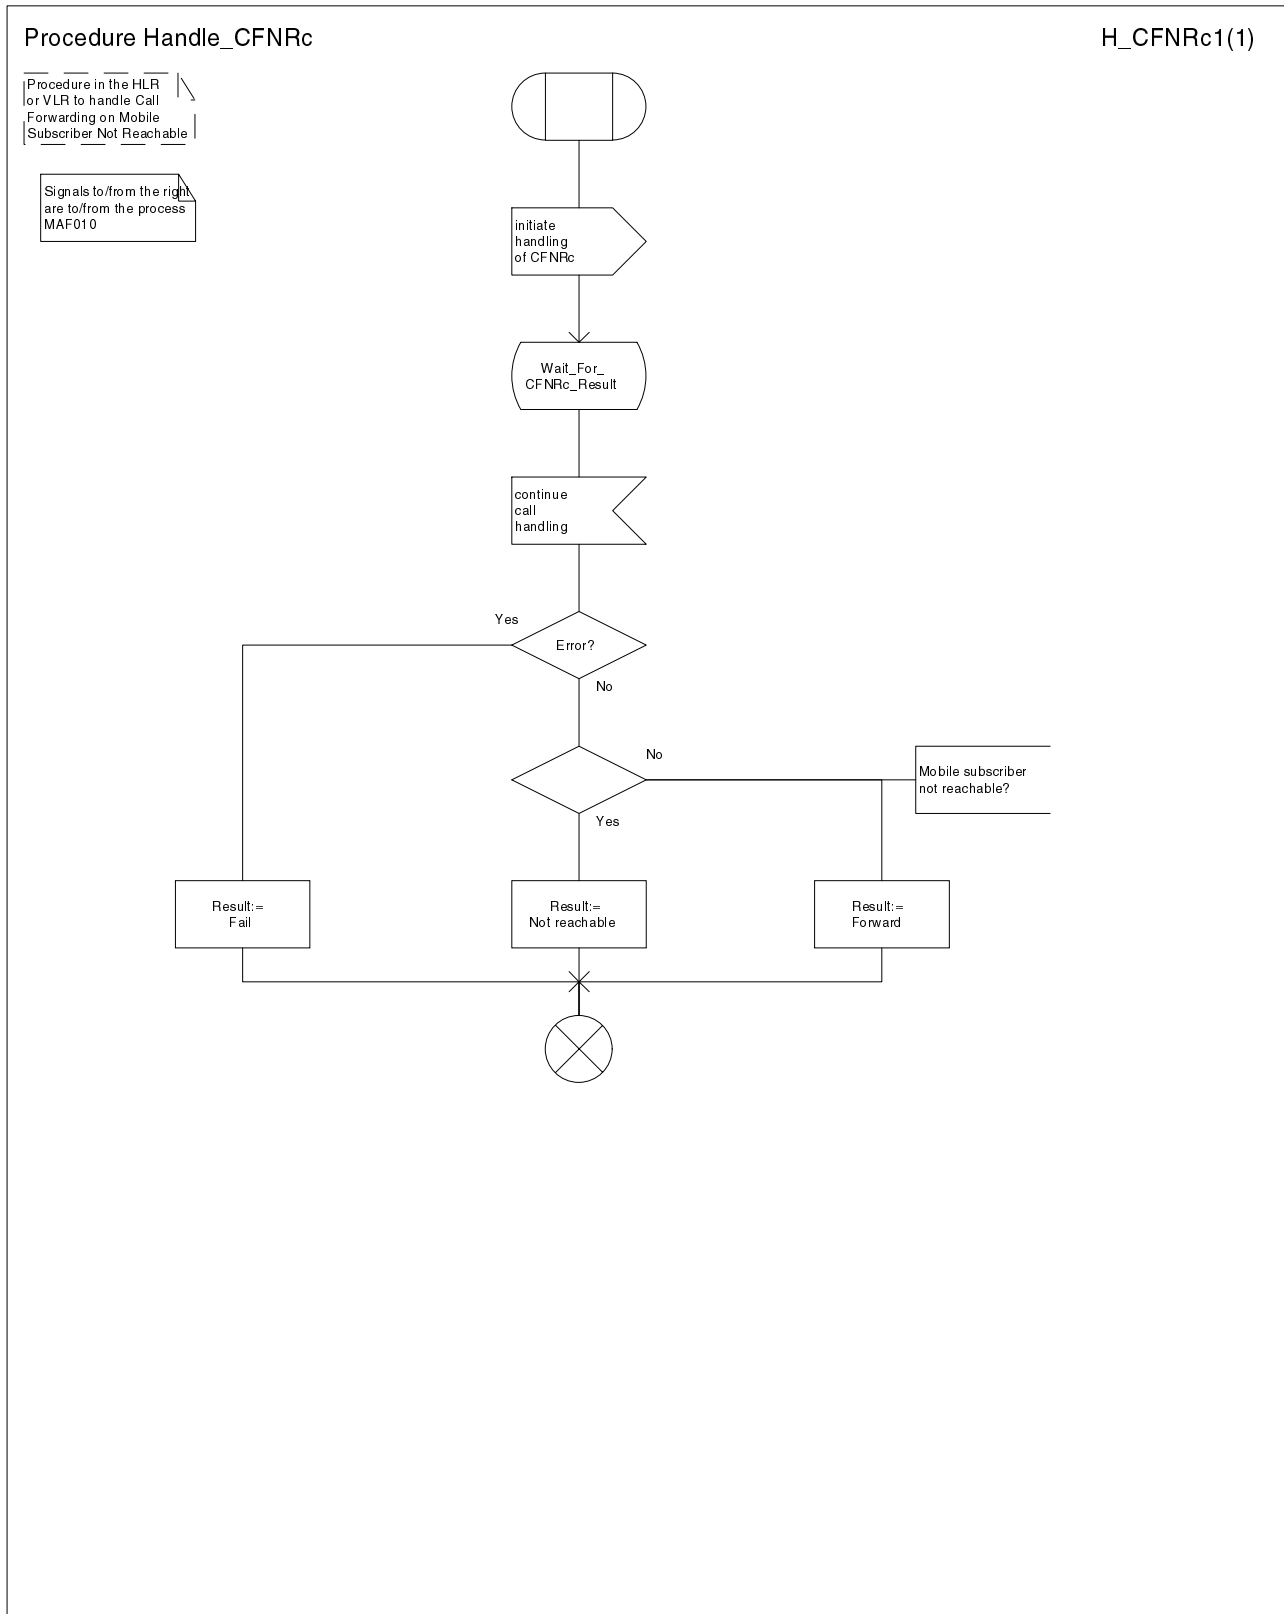 Procedure Handle_CFNRc
H_CFNRc1(1)
Procedure in the HLR
or VLR to handle Call
Forwarding on Mobile
Subscriber Not Reachable
Signals to/from the right
are to/from the process
MAF010
initiate
handling
of CFNRc
Wait_For_
CFNRc_Result
continue
call
handling
Yes
Error?
No
No
Mobile subscriber
not reachable?
Yes
Result:=
Fail
Result:=
Not reachable
Result:=
Forward